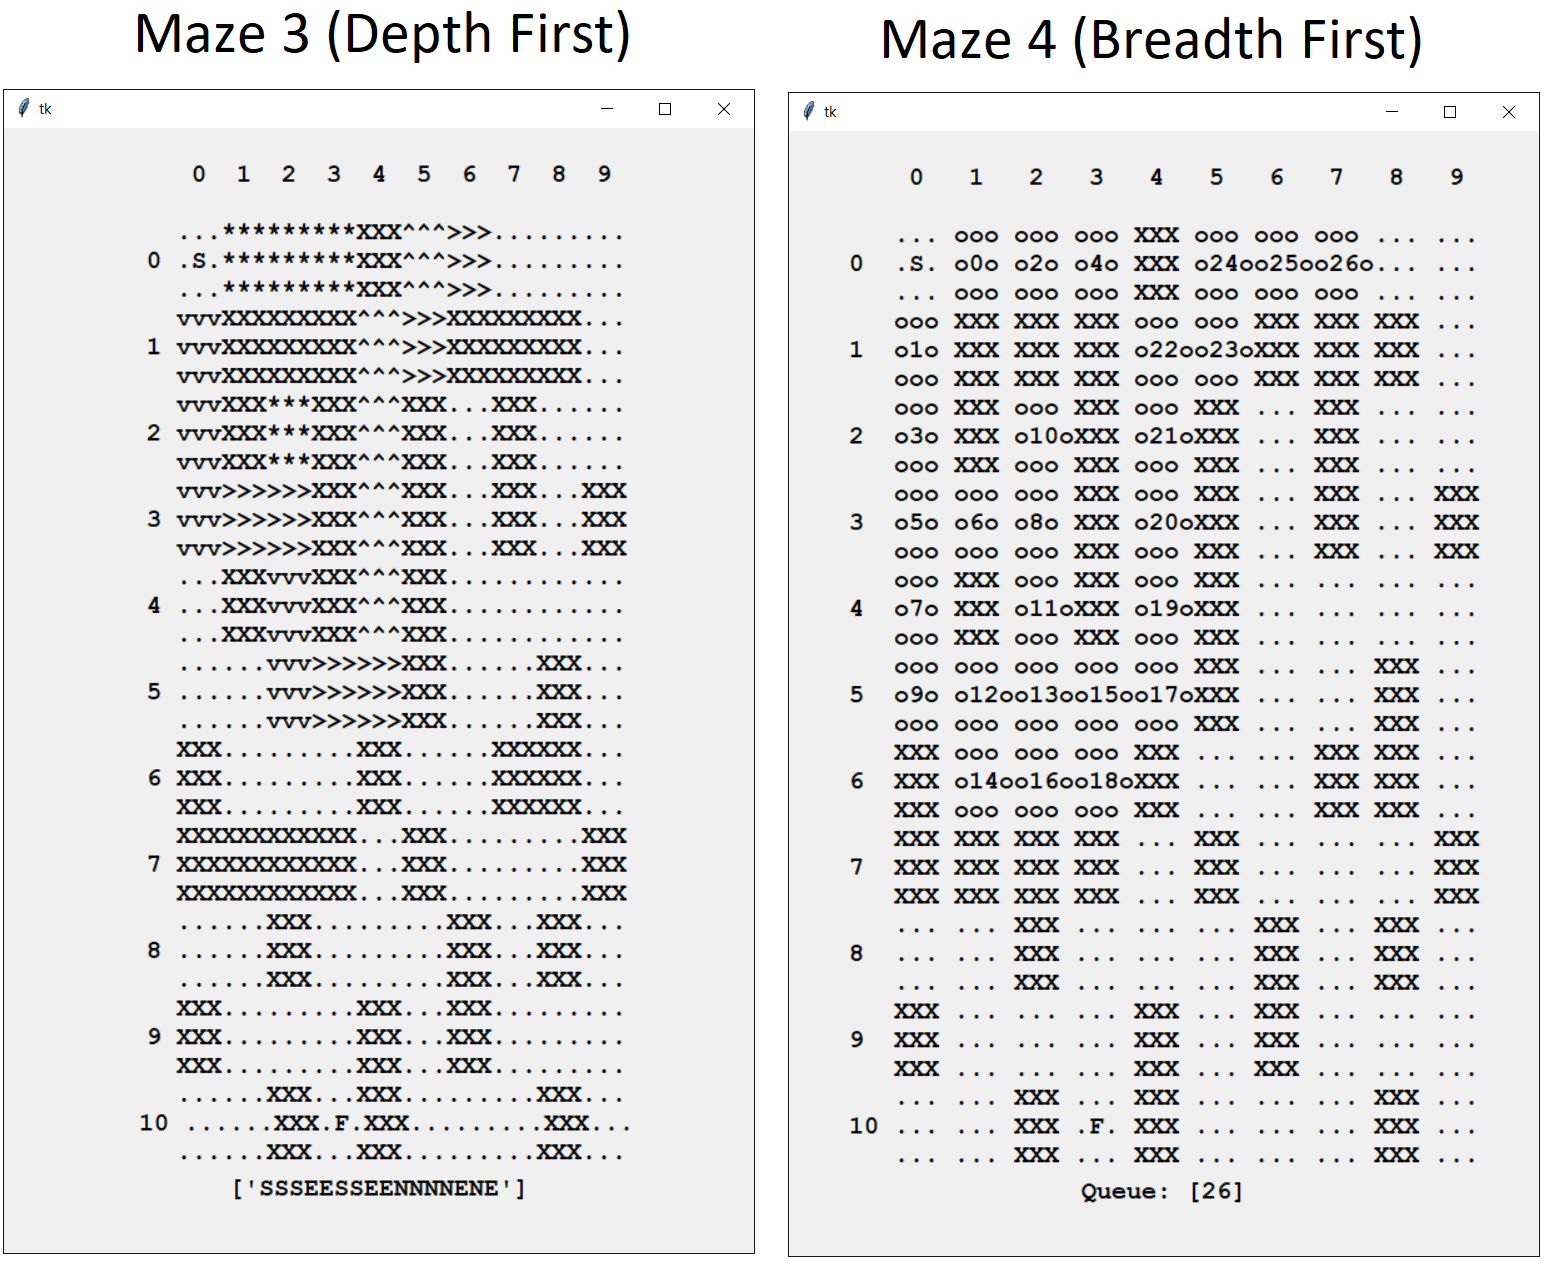 Maze 3 (Depth First)
tk
0 1 2 3 4 5 6 7 8 9
...*********XXX^^^>>>.........
0 .S.*********XXX^^^>>>.........
...*********XXX^^^>>>.........
vvvXXXXXXXXX^^^>>>XXXXXXXXX...
1 vvvXXXXXXXXX^^^>>>XXXXXXXXX...
vvvXXXXXXXXX^^^>>>XXXXXXXXX...
vvvXXX***XXX^^^XXX...XXX......
2 vvvXXX***XXX^^^XXX...XXX......
vvvXXX***XXX^^^XXX...XXX......
vvv>>>>>>XXX^^^XXX...XXX...XXX
3 vvv>>>>>>XXX^^^XXX...XXX...XXX
vvv>>>>>>XXX^^^XXX...XXX...XXX
...XXXvvvXXX^^^XXX............
4 ...XXXvvvXXX^^^XXX............
...XXXvvvXXX^^^XXX............
......vvv>>>>>>XXX......XXX...
5 ......vvv>>>>>>XXX......XXX...
......vvv>>>>>>XXX......XXX...
XXX.........XXX......XXXXXX...
6 XXX.........XXX......XXXXXX...
XXX.........XXX......XXXXXX...
XXXXXXXXXXXX...XXX.........XXX
7 XXXXXXXXXXXX...XXX.........XXX
XXXXXXXXXXXX...XXX.........XXX
......XXX.........XXX...XXX...
8 ......XXX.........XXX...XXX...
......XXX.........XXX...XXX...
XXX.........XXX...XXX.........
9 XXX.........XXX...XXX.........
XXX.........XXX...XXX.........
......XXX...XXX.........XXX...
10 ......XXX.F.XXX.........XXX...
......XXX...XXX.........XXX...
['SSSEESSEENNNNENE']
Maze 4 (Breadth First)
tk
0 1 2 3 4 5 6 7 8 9
... ooo ooo ooo XXX ooo ooo ooo ... ...
0 .S. o0o o2o o4o XXX o24oo25oo26o... ...
... ooo ooo ooo XXX ooo ooo ooo ... ...
ooo XXX XXX XXX ooo ooo XXX XXX XXX ...
1 o1o XXX XXX XXX o22oo23oXXX XXX XXX ...
ooo XXX XXX XXX ooo ooo XXX XXX XXX ...
ooo XXX ooo XXX ooo XXX ... XXX ... ...
2 o3o XXX o10oXXX o21oXXX ... XXX ... ...
ooo XXX ooo XXX ooo XXX ... XXX ... ...
ooo ooo ooo XXX ooo XXX ... XXX ... XXX
3 o5o o6o o8o XXX o20oXXX ... XXX ... XXX
ooo ooo ooo XXX ooo XXX ... XXX ... XXX
ooo XXX ooo XXX ooo XXX ... ... ... ...
4 o7o XXX o11oXXX o19oXXX ... ... ... ...
ooo XXX ooo XXX ooo XXX ... ... ... ...
ooo ooo ooo ooo ooo XXX ... ... XXX ...
5 o9o o12oo13oo15oo17oXXX ... ... XXX ...
ooo ooo ooo ooo ooo XXX ... ... XXX ...
XXX ooo ooo ooo XXX ... ... XXX XXX ...
6 XXX o14oo16oo18oXXX ... ... XXX XXX ...
XXX ooo ooo ooo XXX ... ... XXX XXX ...
XXX XXX XXX XXX ... XXX ... ... ... XXX
7 XXX XXX XXX XXX ... XXX ... ... ... XXX
XXX XXX XXX XXX ... XXX ... ... ... XXX
... ... XXX ... ... ... XXX ... XXX ...
8 ... ... XXX ... ... ... XXX ... XXX ...
... ... XXX ... ... ... XXX ... XXX ...
XXX ... ... ... XXX ... XXX ... ... ...
9 XXX ... ... ... XXX ... XXX ... ... ...
XXX ... ... ... XXX ... XXX ... ... ...
... ... XXX ... XXX ... ... ... XXX ...
10 ... ... XXX .F. XXX ... ... ... XXX ...
... ... XXX ... XXX ... ... ... XXX ...
Queue: [26]